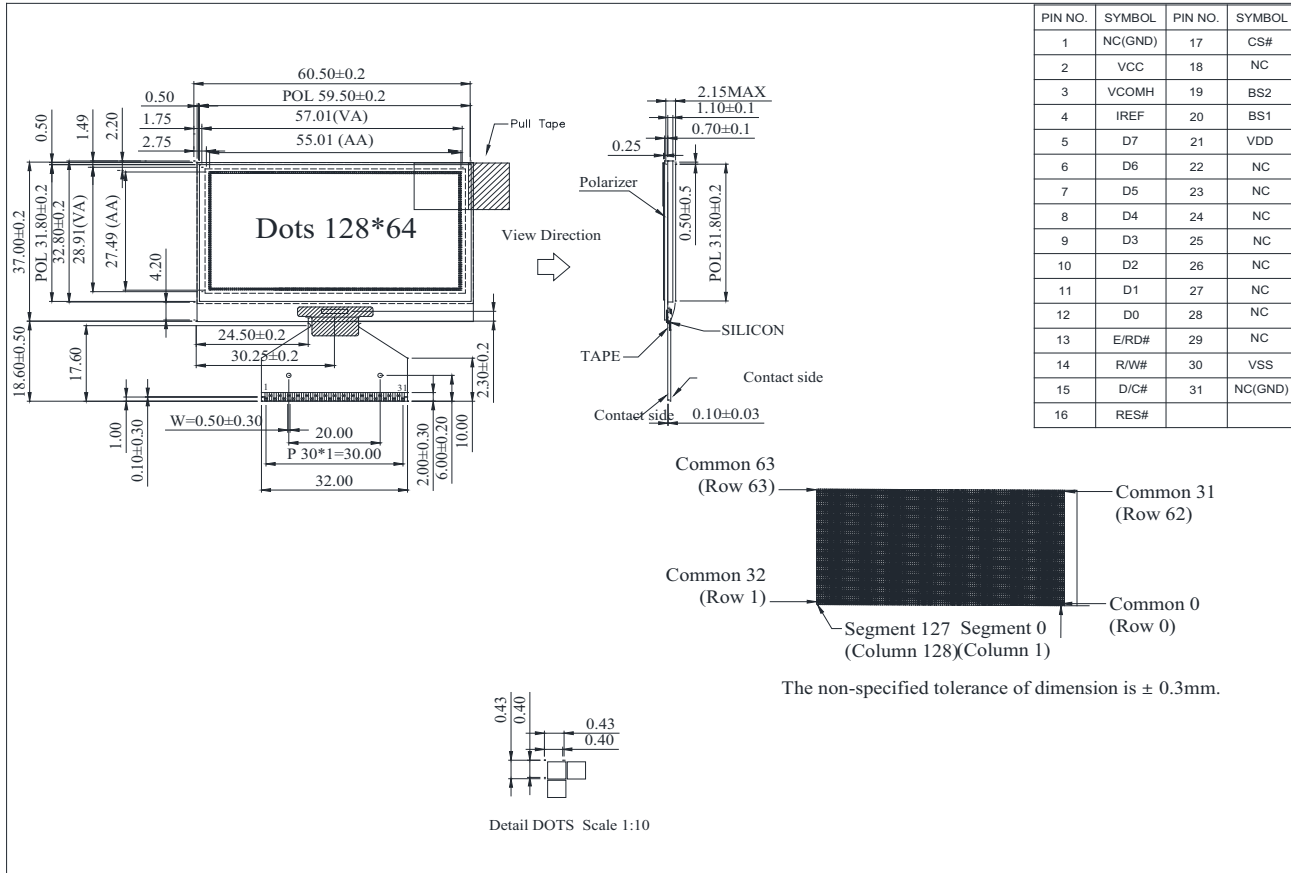 60.50±0.2
0.50
POL 59.50±0.2
1.75
57.01(VA)
2.75
55.01 (AA)
Pull Tape
0.50
1.49
2.20
37.00±0.2
POL 31.80±0.2
32.80±0.2
28.91(VA)
27.49 (AA)
4.20
Dots 128*64
View Direction
18.60±0.50
17.60
24.50±0.2
30.25±0.2
2.30±0.2
1
31
W=0.50±0.30
20.00
P 30*1=30.00
32.00
1.00
0.10±0.30
2.00±0.30
6.00±0.20
10.00
2.15MAX
1.10±0.1
0.70±0.1
0.25
Polarizer
0.50±0.5
POL 31.80±0.2
SILICON
TAPE
Contact side
Contact side
0.10±0.03
PIN NO. SYMBOL PIN NO. SYMBOL
1 NC(GND) 17 CS#
2 VCC 18 NC
3 VCOMH 19 BS2
4 IREF 20 BS1
5 D7 21 VDD
6 D6 22 NC
7 D5 23 NC
8 D4 24 NC
9 D3 25 NC
10 D2 26 NC
11 D1 27 NC
12 D0 28 NC
13 E/RD# 29 NC
14 R/W# 30 VSS
15 D/C# 31 NC(GND)
16 RES#
Common 63
(Row 63)
Common 31
(Row 62)
Common 32
(Row 1)
Common 0
(Row 0)
Segment 127 Segment 0
(Column 128)(Column 1)
The non-specified tolerance of dimension is ± 0.3mm.
0.43
0.40
0.43
0.40
Detail DOTS Scale 1:10